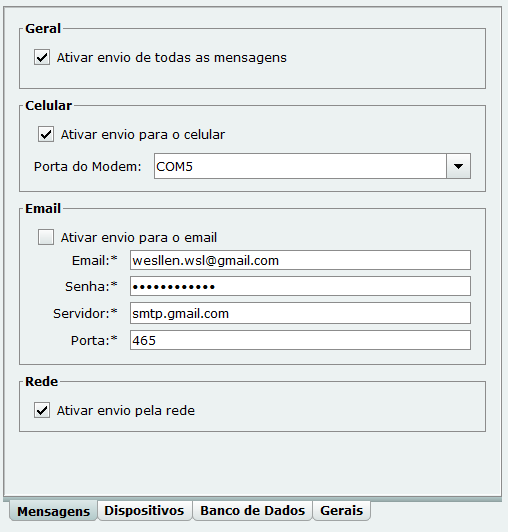 Geral
Ativar envio de todas as mensagens
Celular
Ativar envio para o celular
Porta do Modem: COM5
Email
Ativar envio para o email
Email:* wesllen.wsl@gmail.com
Senha:* ••••••••••••
Servidor:* smtp.gmail.com
Porta:* 465
Rede
Ativar envio pela rede
Mensagens Dispositivos Banco de Dados Gerais